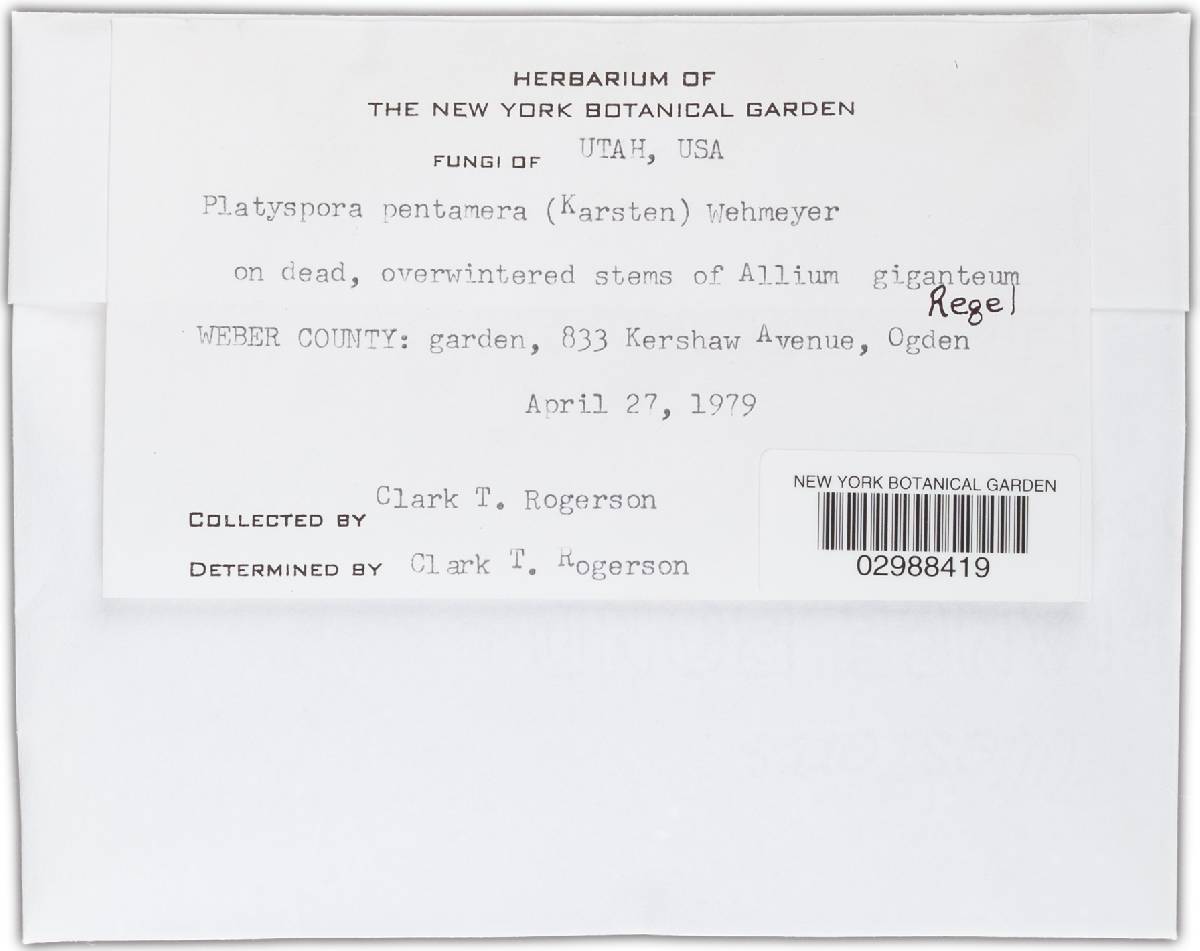 HERBARIUM OF
THE NEW YORK BOTANICAL GARDEN
FUNGI OF UTAH, USA
Platyspora pentamera (Karsten) Wehmeyer
on dead, overwintered stems of Allium giganteum
Regel
WEBER COUNTY: garden, 833 Kershaw Avenue, Ogden
April 27, 1979
COLLECTED BY Clark T. Rogerson
DETERMINED BY Clark T. Rogerson
NEW YORK BOTANICAL GARDEN
02988419